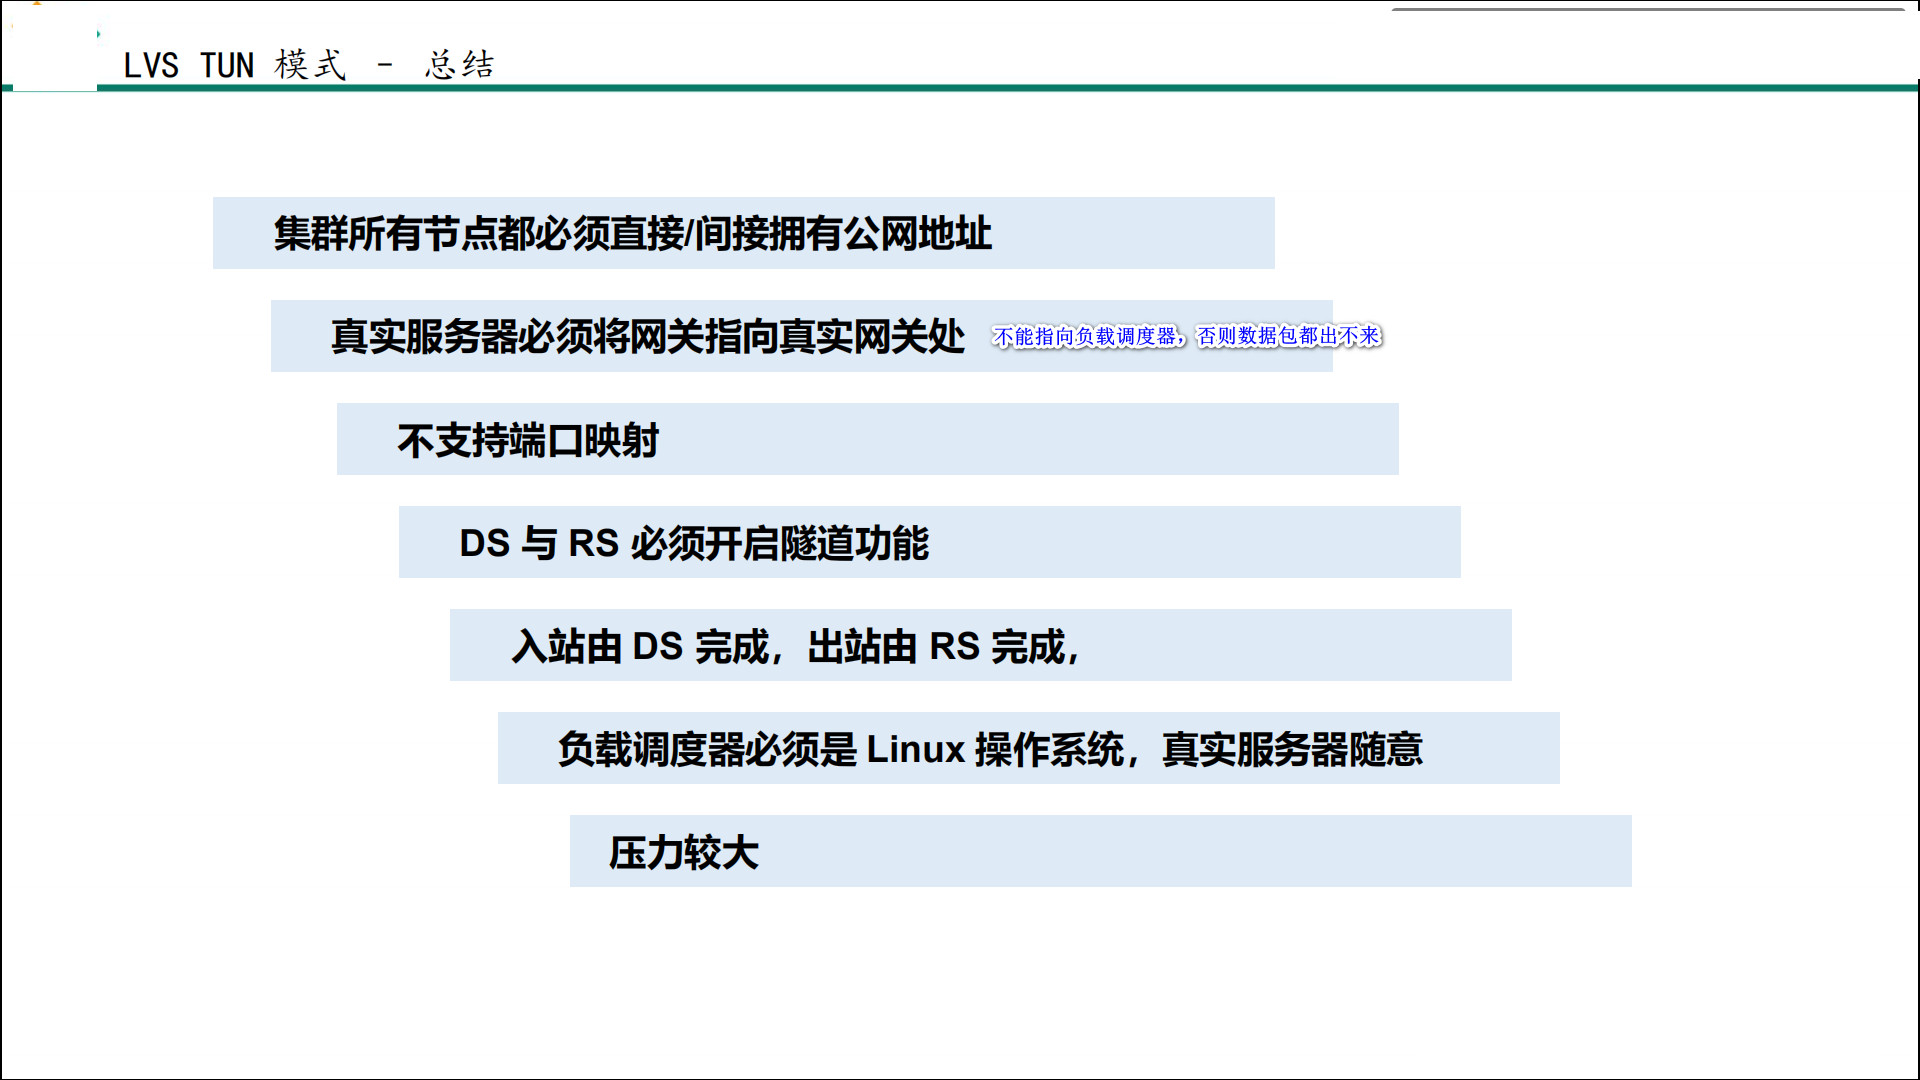 LVS TUN 模式 - 总结
集群所有节点都必须直接/间接拥有公网地址
真实服务器必须将网关指向真实网关处 不能指向负载调度器，否则数据包都出不来
不支持端口映射
DS 与 RS 必须开启隧道功能
入站由 DS 完成，出站由 RS 完成，
负载调度器必须是 Linux 操作系统，真实服务器随意
压力较大